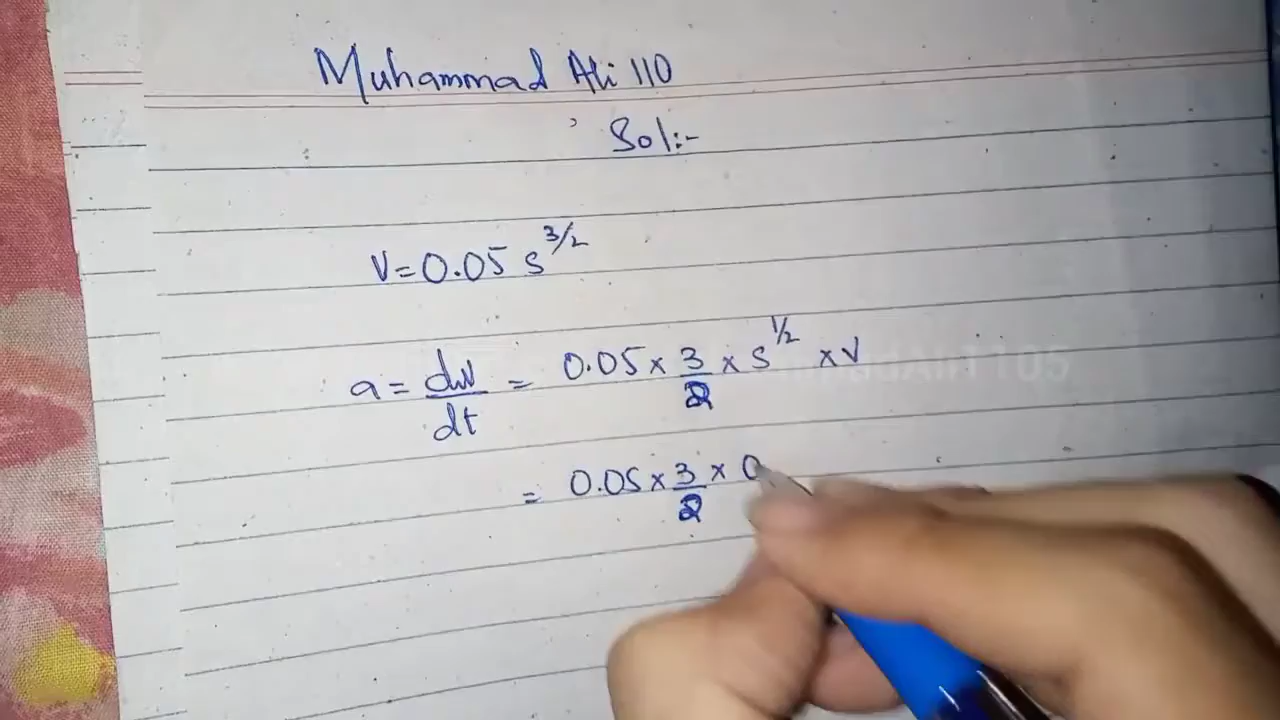 Muhammad Ali 110
Sol:-
V = 0.05 s^3/2
a = dv/dt = 0.05 × 3/2 × s^1/2 × V
= 0.05 × 3/2 × 0